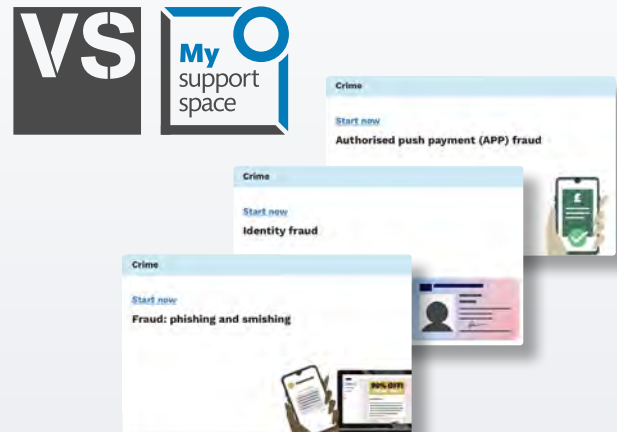 VS
My
support
space
Crime
Start now
Authorised push payment (APP) fraud
£
Crime
Start now
Identity fraud
Crime
Start now
Fraud: phishing and smishing
90% OFF!